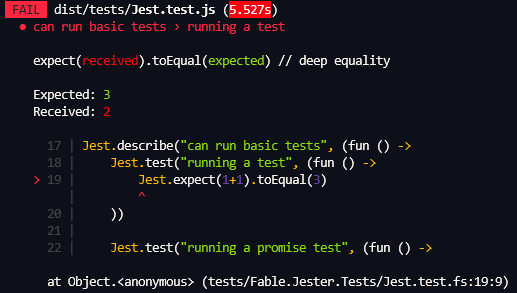 FAIL dist/tests/Jest.test.js (5.527s)
● can run basic tests › running a test
expect(received).toEqual(expected) // deep equality
Expected: 3
Received: 2
17 | Jest.describe("can run basic tests", (fun () ->
18 | Jest.test("running a test", (fun () ->
> 19 | Jest.expect(1+1).toEqual(3)
| ^
20 | ))
21 |
22 | Jest.test("running a promise test", (fun () ->
at Object.<anonymous> (tests/Fable.Jester.Tests/Jest.test.fs:19:9)